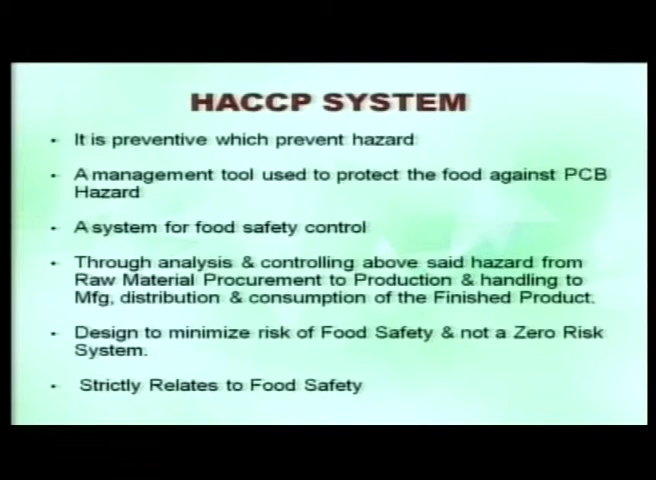 HACCP SYSTEM
- It is preventive which prevent hazard
- A management tool used to protect the food against PCB
Hazard
- A system for food safety control
- Through analysis & controlling above said hazard from
Raw Material Procurement to Production & handling to
Mfg, distribution & consumption of the Finished Product.
- Design to minimize risk of Food Safety & not a Zero Risk
System.
- Strictly Relates to Food Safety